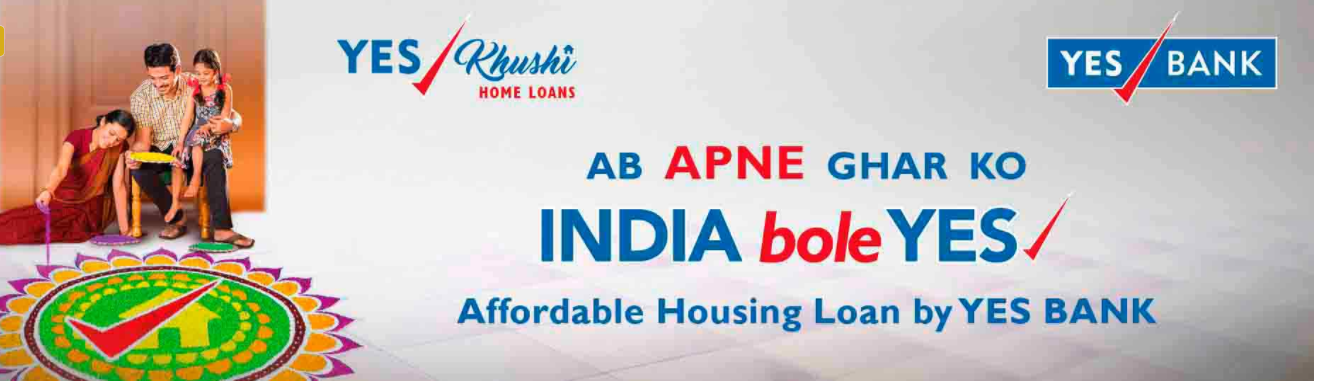 YES Khushi
HOME LOANS
YES BANK
AB APNE GHAR KO
INDIA bole YES
Affordable Housing Loan by YES BANK